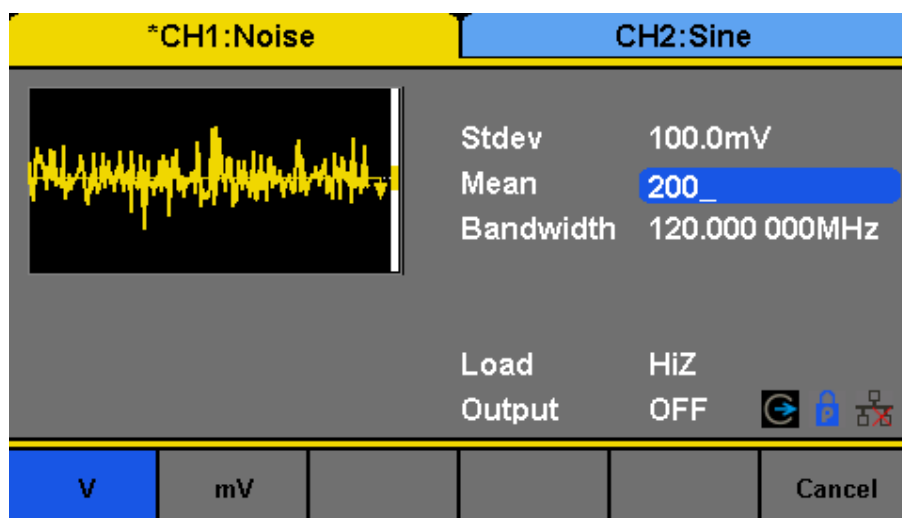 *CH1:Noise
CH2:Sine
Stdev 100.0mV
Mean 200_
Bandwidth 120.000 000MHz
Load HiZ
Output OFF
V mV Cancel